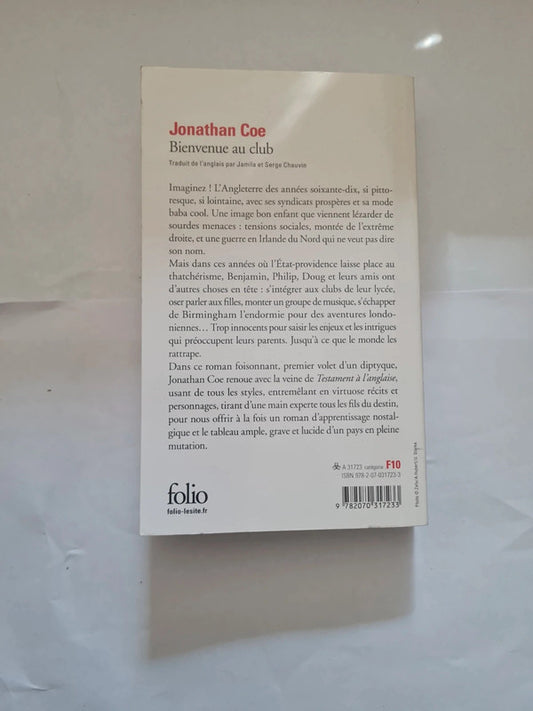 Jonathan Coe
Bienvenue au club
Traduit de l'anglais par Jamila et Serge Chauvin
Imaginez ! L'Angleterre des années soixante-dix, si pitto-
resque, si lointaine, avec ses syndicats prospères et sa mode
baba cool. Une image bon enfant que viennent lézarder de
sourdes menaces : tensions sociales, montée de l'extrême
droite, et une guerre en Irlande du Nord qui ne veut pas dire
son nom.
Mais dans ces années où l'État-providence laisse place au
thatchérisme, Benjamin, Philip, Doug et leurs amis ont
d'autres choses en tête : s'intégrer aux clubs de leur lycée,
oser parler aux filles, monter un groupe de musique, s'échapper
de Birmingham l'endormie pour des aventures londo-
niennes… Trop innocents pour saisir les enjeux et les intrigues
qui préoccupent leurs parents. Jusqu'à ce que le monde les
rattrape.
Dans ce roman foisonnant, premier volet d'un diptyque,
Jonathan Coe renoue avec la veine de Testament à l'anglaise,
usant de tous les styles, entremêlant en virtuose récits et
personnages, tirant d'une main experte tous les fils du destin,
pour nous offrir à la fois un roman d'apprentissage nostal-
gique et le tableau ample, grave et lucide d'un pays en pleine
mutation.
A 31723 catégorie F10
ISBN 978-2-07-031723-3
folio
folio-lesite.fr
9 782070 317233
Photo ©